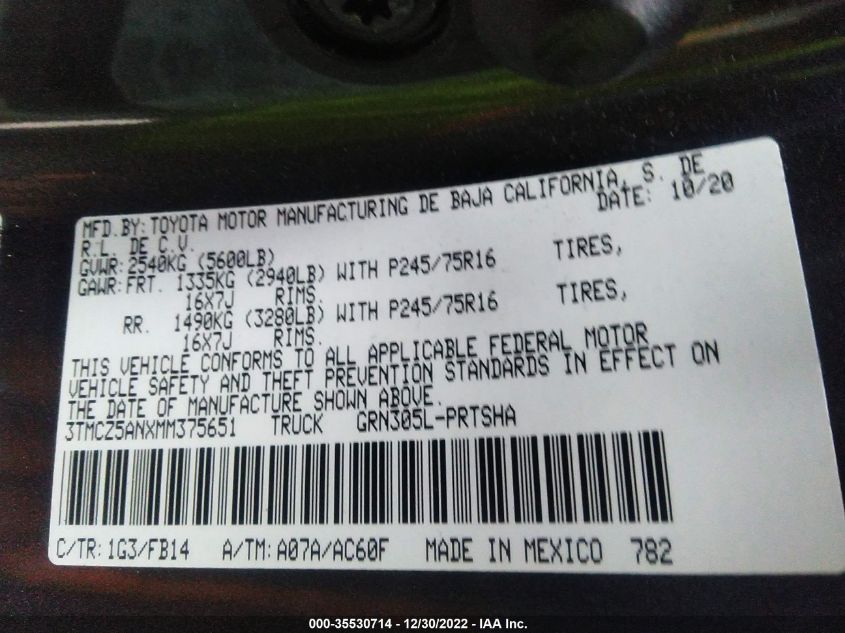 MFD.BY: TOYOTA MOTOR MANUFACTURING DE BAJA CALIFORNIA, S. DE
R.L. DE C.V. DATE: 10/20
GVWR: 2540KG (5600LB)
GAWR: FRT. 1335KG (2940LB) WITH P245/75R16 TIRES,
16X7J RIMS.
RR. 1490KG (3280LB) WITH P245/75R16 TIRES,
16X7J RIMS.
THIS VEHICLE CONFORMS TO ALL APPLICABLE FEDERAL MOTOR
VEHICLE SAFETY AND THEFT PREVENTION STANDARDS IN EFFECT ON
THE DATE OF MANUFACTURE SHOWN ABOVE.
3TMCZ5ANXMM375651 TRUCK GRN305L-PRTSHA
C/TR: 1G3/FB14 A/TM: A07A/AC60F MADE IN MEXICO 782
000-35530714 - 12/30/2022 - IAA Inc.